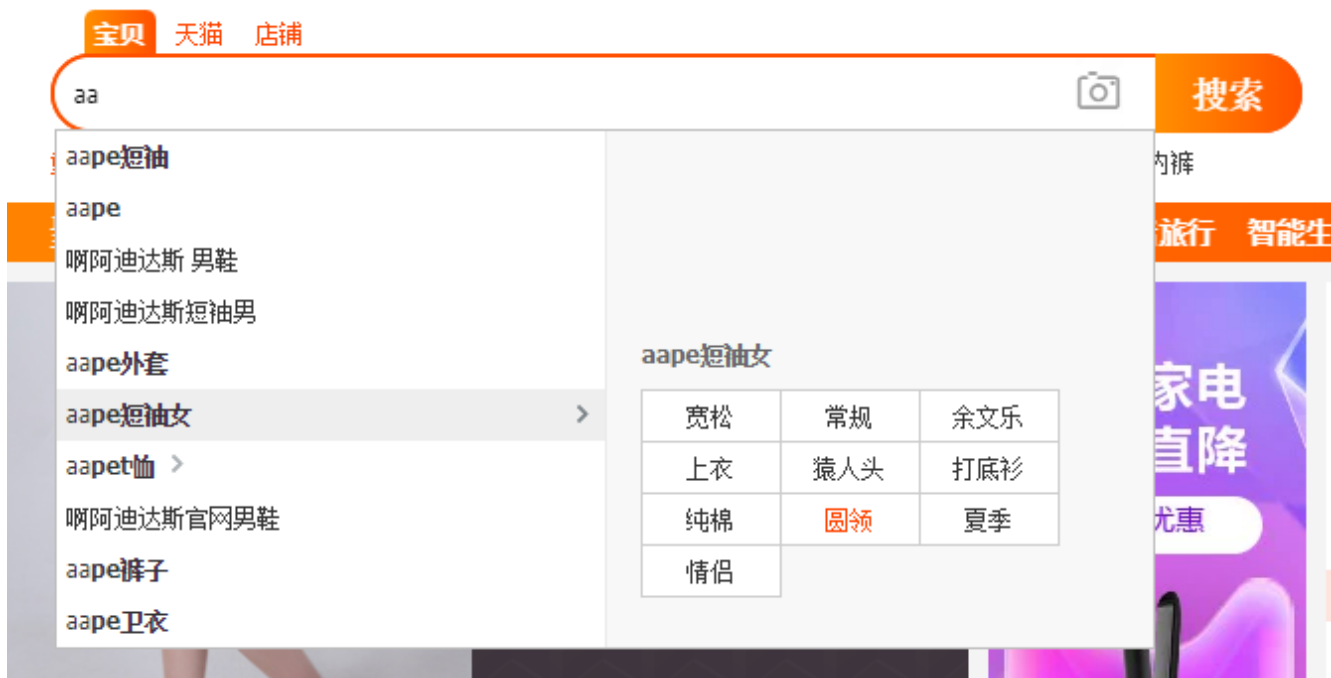 宝贝 天猫 店铺
aa
搜索
aape短袖
内裤
aape
旅行 智能生
啊阿迪达斯 男鞋
啊阿迪达斯短袖男
aape外套
aape短袖女
aapet恤
啊阿迪达斯官网男鞋
aape裤子
aape卫衣
aape短袖女
宽松 常规 余文乐
上衣 猿人头 打底衫
纯棉 圆领 夏季
情侣
家电
直降
优惠